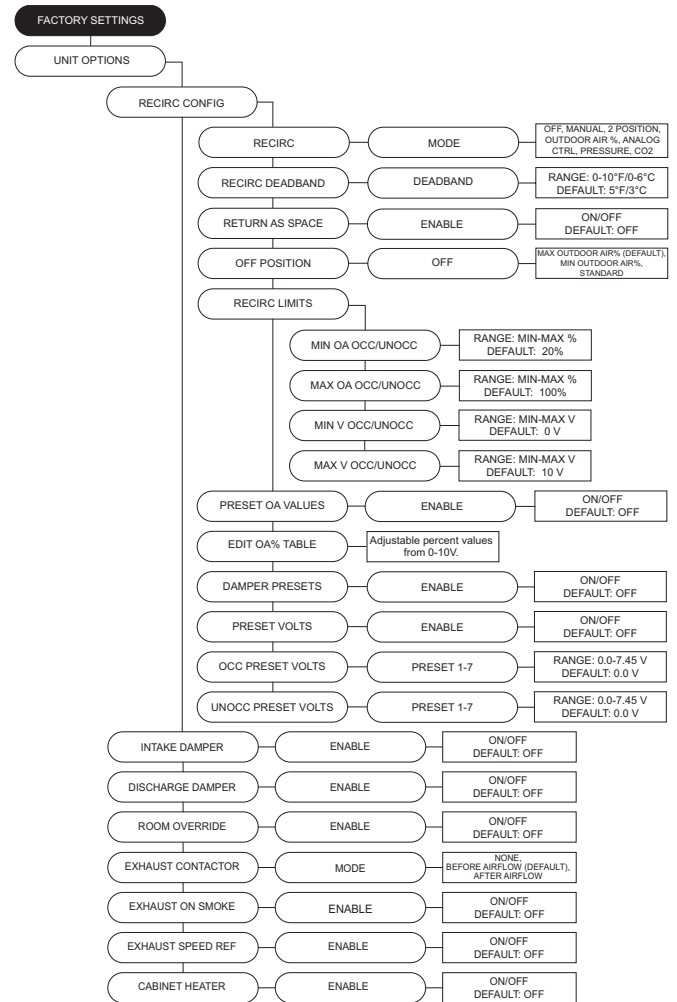 FACTORY SETTINGS
UNIT OPTIONS
RECIRC CONFIG
RECIRC
MODE
OFF, MANUAL, 2 POSITION,
OUTDOOR AIR %, ANALOG
CTRL, PRESSURE, CO2
RECIRC DEADBAND
DEADBAND
RANGE: 0-10°F/0-6°C
DEFAULT: 5°F/3°C
RETURN AS SPACE
ENABLE
ON/OFF
DEFAULT: OFF
OFF POSITION
OFF
MAX OUTDOOR AIR% (DEFAULT),
MIN OUTDOOR AIR%,
STANDARD
RECIRC LIMITS
MIN OA OCC/UNOCC
RANGE: MIN-MAX %
DEFAULT: 20%
MAX OA OCC/UNOCC
RANGE: MIN-MAX %
DEFAULT: 100%
MIN V OCC/UNOCC
RANGE: MIN-MAX V
DEFAULT: 0 V
MAX V OCC/UNOCC
RANGE: MIN-MAX V
DEFAULT: 10 V
PRESET OA VALUES
ENABLE
ON/OFF
DEFAULT: OFF
EDIT OA% TABLE
Adjustable percent values
from 0-10V.
DAMPER PRESETS
ENABLE
ON/OFF
DEFAULT: OFF
PRESET VOLTS
ENABLE
ON/OFF
DEFAULT: OFF
OCC PRESET VOLTS
PRESET 1-7
RANGE: 0.0-7.45 V
DEFAULT: 0.0 V
UNOCC PRESET VOLTS
PRESET 1-7
RANGE: 0.0-7.45 V
DEFAULT: 0.0 V
INTAKE DAMPER
ENABLE
ON/OFF
DEFAULT: OFF
DISCHARGE DAMPER
ENABLE
ON/OFF
DEFAULT: OFF
ROOM OVERRIDE
ENABLE
ON/OFF
DEFAULT: OFF
EXHAUST CONTACTOR
MODE
NONE,
BEFORE AIRFLOW (DEFAULT),
AFTER AIRFLOW
EXHAUST ON SMOKE
ENABLE
ON/OFF
DEFAULT: OFF
EXHAUST SPEED REF
ENABLE
ON/OFF
DEFAULT: OFF
CABINET HEATER
ENABLE
ON/OFF
DEFAULT: OFF